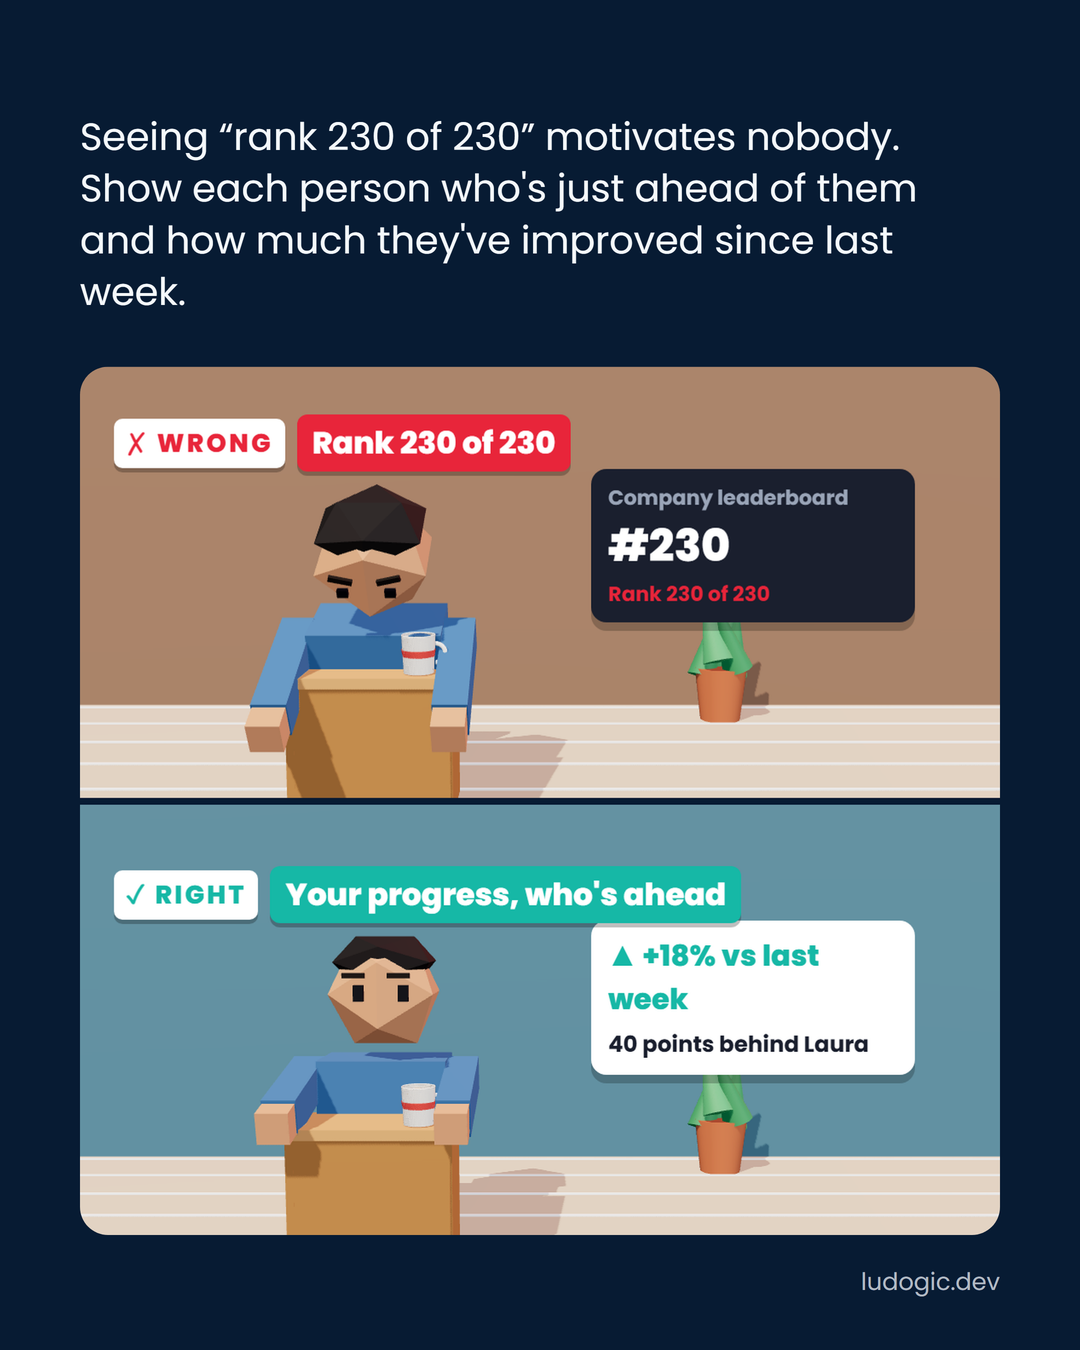 Seeing “rank 230 of 230” motivates nobody.
Show each person who's just ahead of them
and how much they've improved since last
week.
✗ WRONG
Rank 230 of 230
Company leaderboard
#230
Rank 230 of 230
✓ RIGHT
Your progress, who's ahead
▲ +18% vs last
week
40 points behind Laura
ludogic.dev